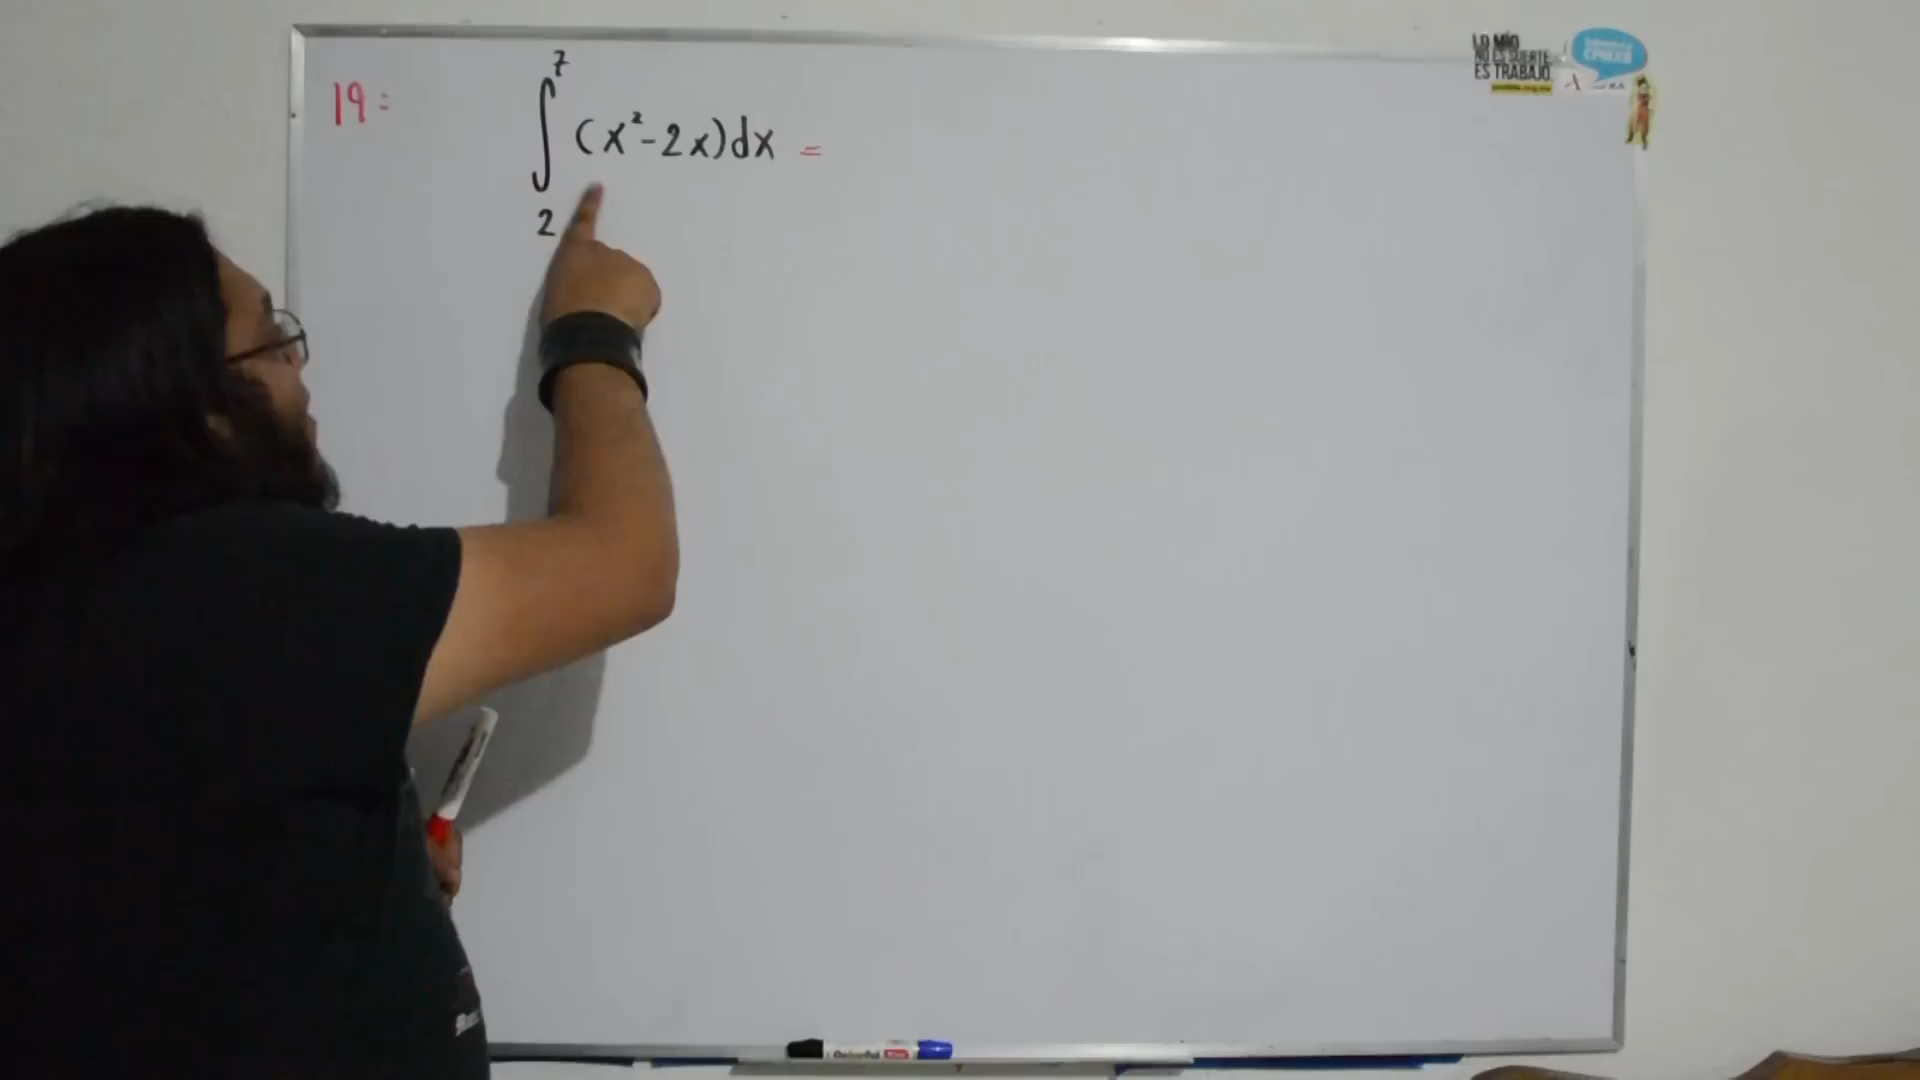 19: ∫₂⁷ (x²-2x)dx =
LO MÍO
NO ES SUERTE
ES TRABAJO